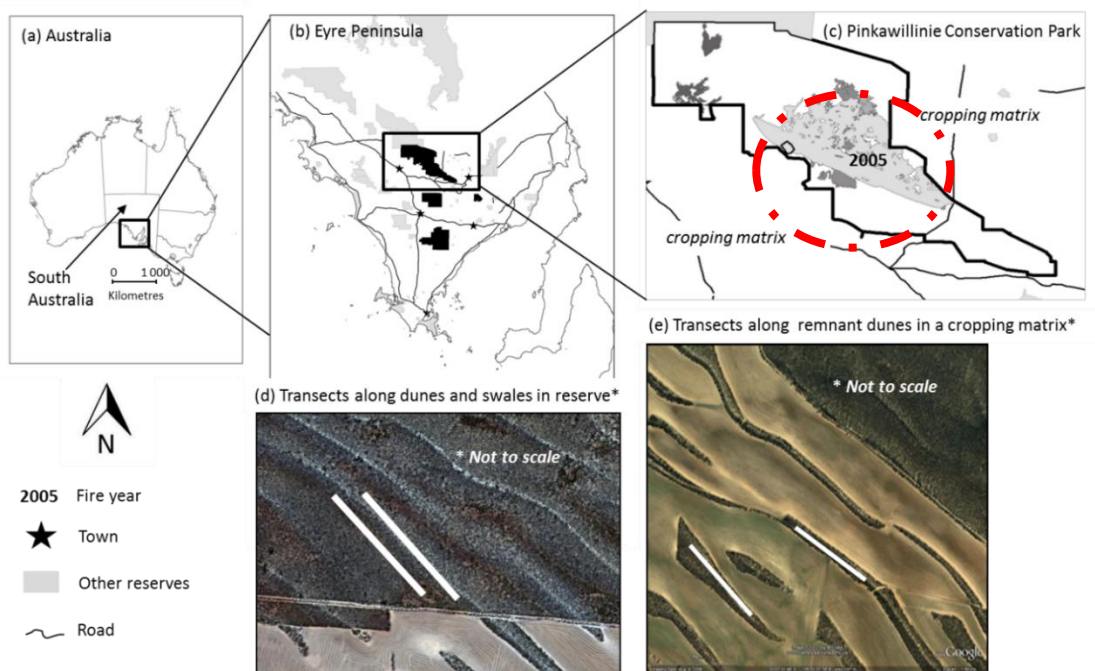 (a) Australia
South
Australia
0 1 000
Kilometres
(b) Eyre Peninsula
(c) Pinkawillinie Conservation Park
cropping matrix
2005
cropping matrix
N
2005 Fire year
Town
Other reserves
Road
(d) Transects along dunes and swales in reserve*
* Not to scale
(e) Transects along remnant dunes in a cropping matrix*
* Not to scale
Google